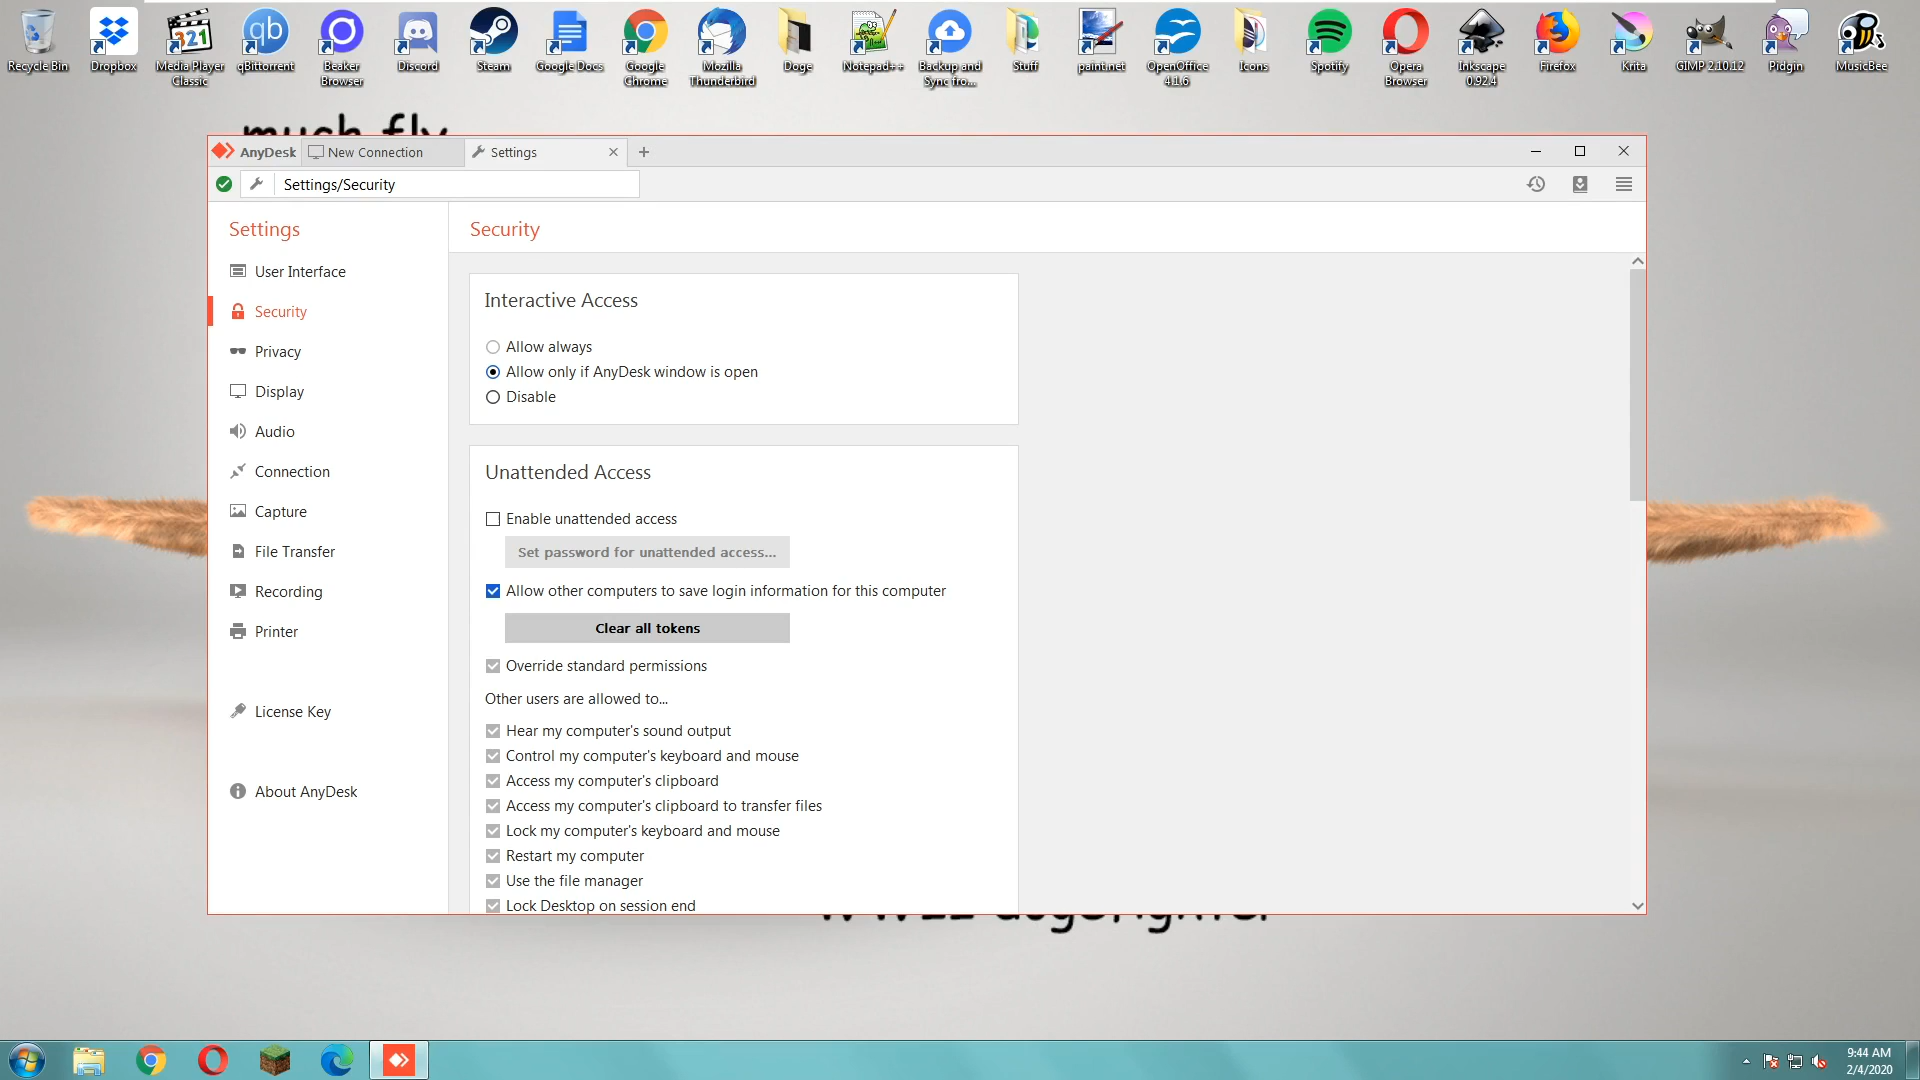 Recycle Bin
Dropbox
Media Player
Classic
321
qBittorrent
qb
Beaker
Browser
Discord
Steam
Google Docs
Google
Chrome
Mozilla
Thunderbird
Doge
Notepad++
Backup and
Sync fro...
Stuff
paint.net
OpenOffice
4.1.6
Icons
Spotify
Opera
Browser
Inkscape
0.92.4
Firefox
Krita
GIMP 2.10.12
Pidgin
MusicBee
much fly
AnyDesk
New Connection
Settings
Settings/Security
Settings
User Interface
Security
Privacy
Display
Audio
Connection
Capture
File Transfer
Recording
Printer
License Key
About AnyDesk
Security
Interactive Access
Allow always
Allow only if AnyDesk window is open
Disable
Unattended Access
Enable unattended access
Set password for unattended access...
Allow other computers to save login information for this computer
Clear all tokens
Override standard permissions
Other users are allowed to...
Hear my computer's sound output
Control my computer's keyboard and mouse
Access my computer's clipboard
Access my computer's clipboard to transfer files
Lock my computer's keyboard and mouse
Restart my computer
Use the file manager
Lock Desktop on session end
9:44 AM
2/4/2020